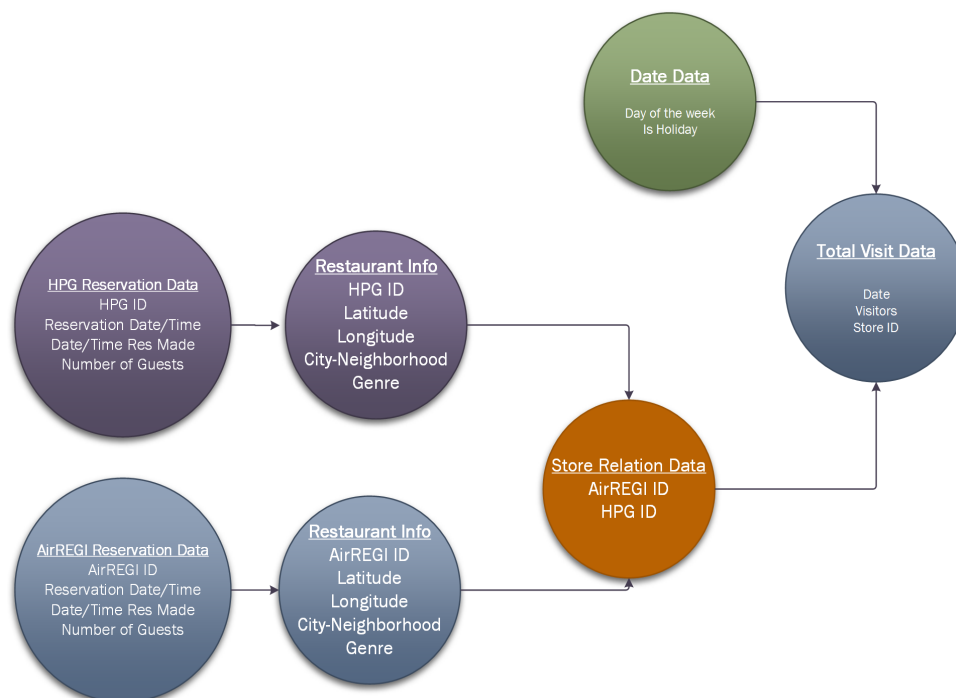 Date Data
Day of the week
Is Holiday
Total Visit Data
Date
Visitors
Store ID
HPG Reservation Data
HPG ID
Reservation Date/Time
Date/Time Res Made
Number of Guests
Restaurant Info
HPG ID
Latitude
Longitude
City-Neighborhood
Genre
Store Relation Data
AirREGI ID
HPG ID
AirREGI Reservation Data
AirREGI ID
Reservation Date/Time
Date/Time Res Made
Number of Guests
Restaurant Info
AirREGI ID
Latitude
Longitude
City-Neighborhood
Genre